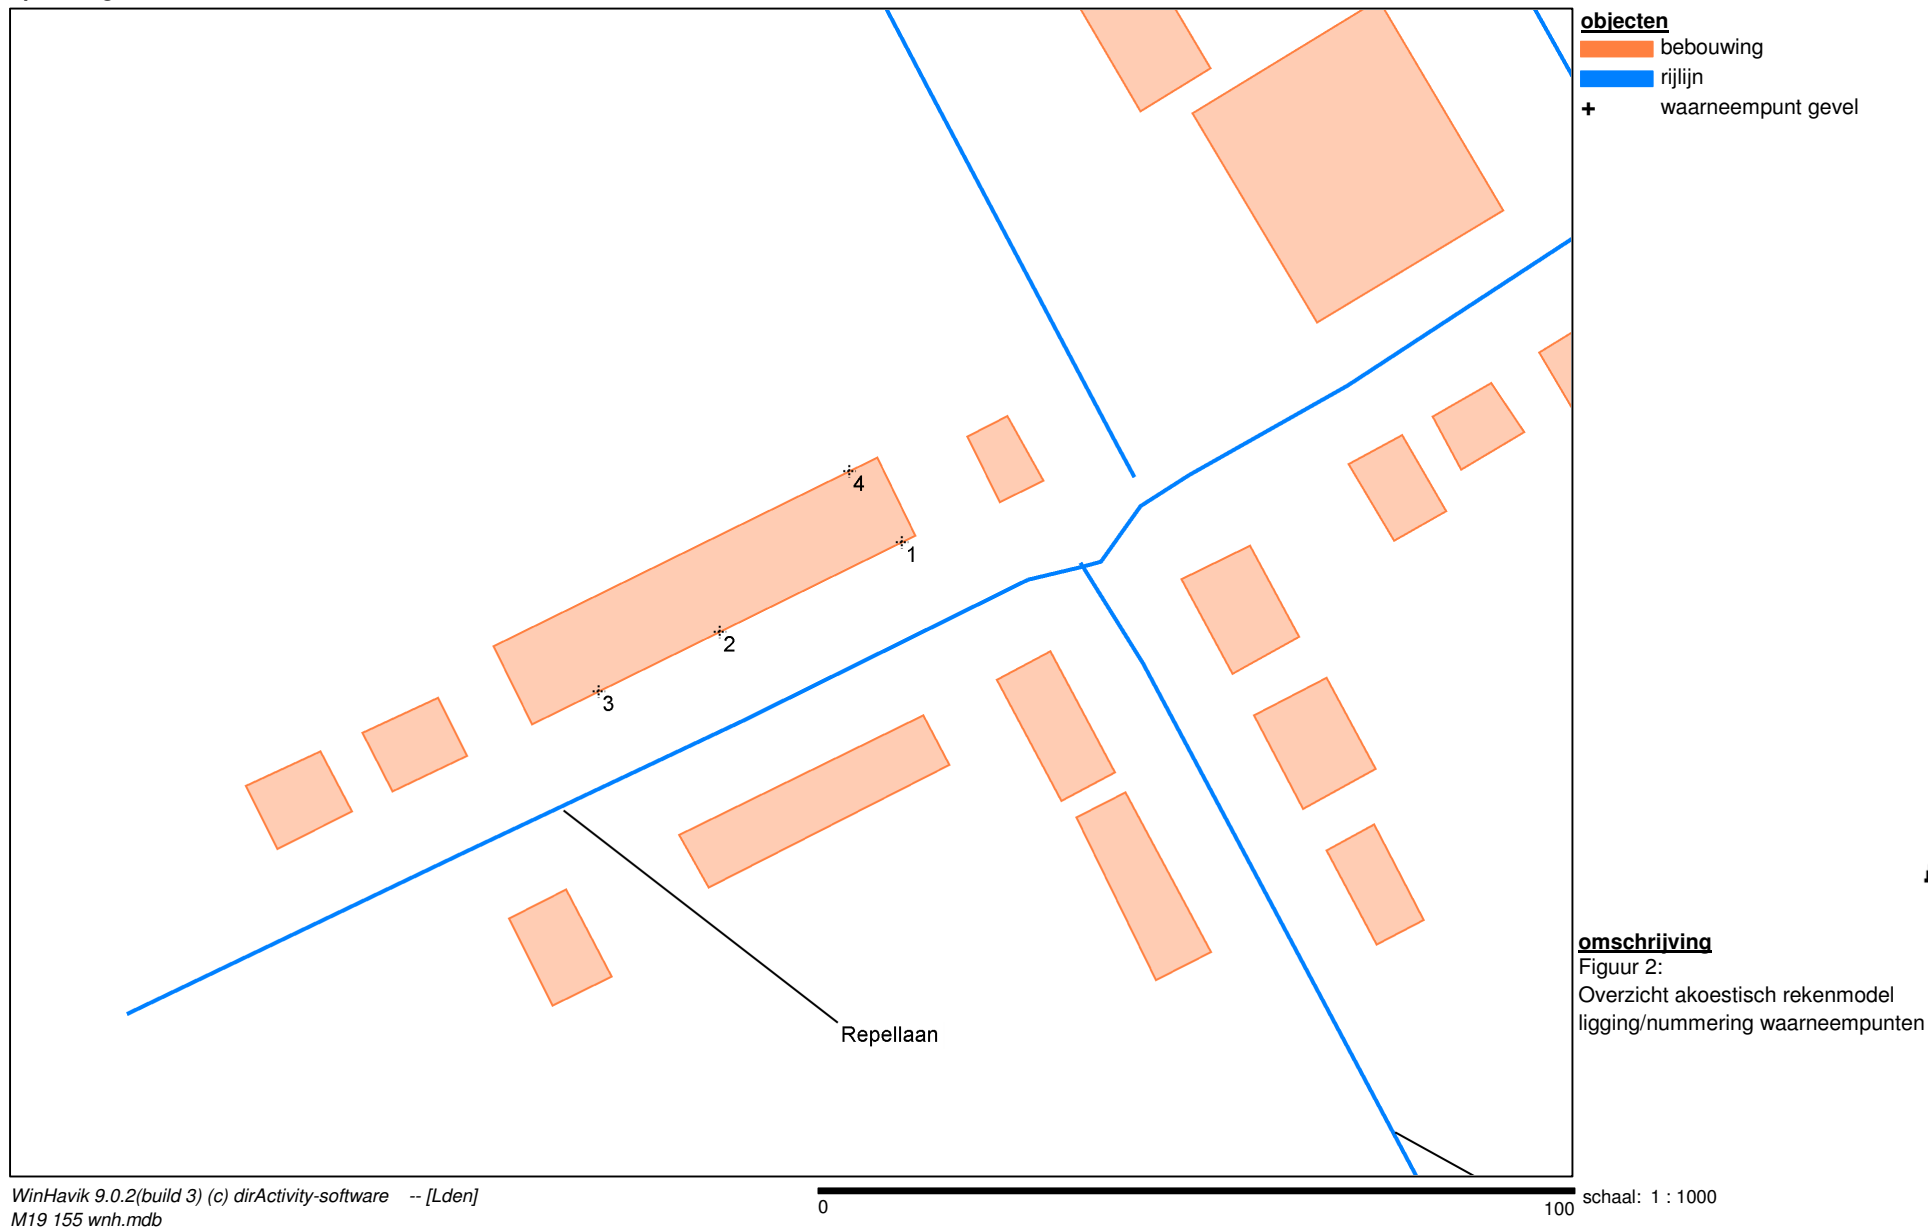 objecten
bebouwing
rijlijn
waarneempunt gevel
4
1
2
3
Repellaan
omschrijving
Figuur 2:
Overzicht akoestisch rekenmodel
ligging/nummering waarneempunten
WinHavik 9.0.2(build 3) (c) dirActivity-software -- [Lden]
M19 155 wnh.mdb
0
100
schaal: 1 : 1000